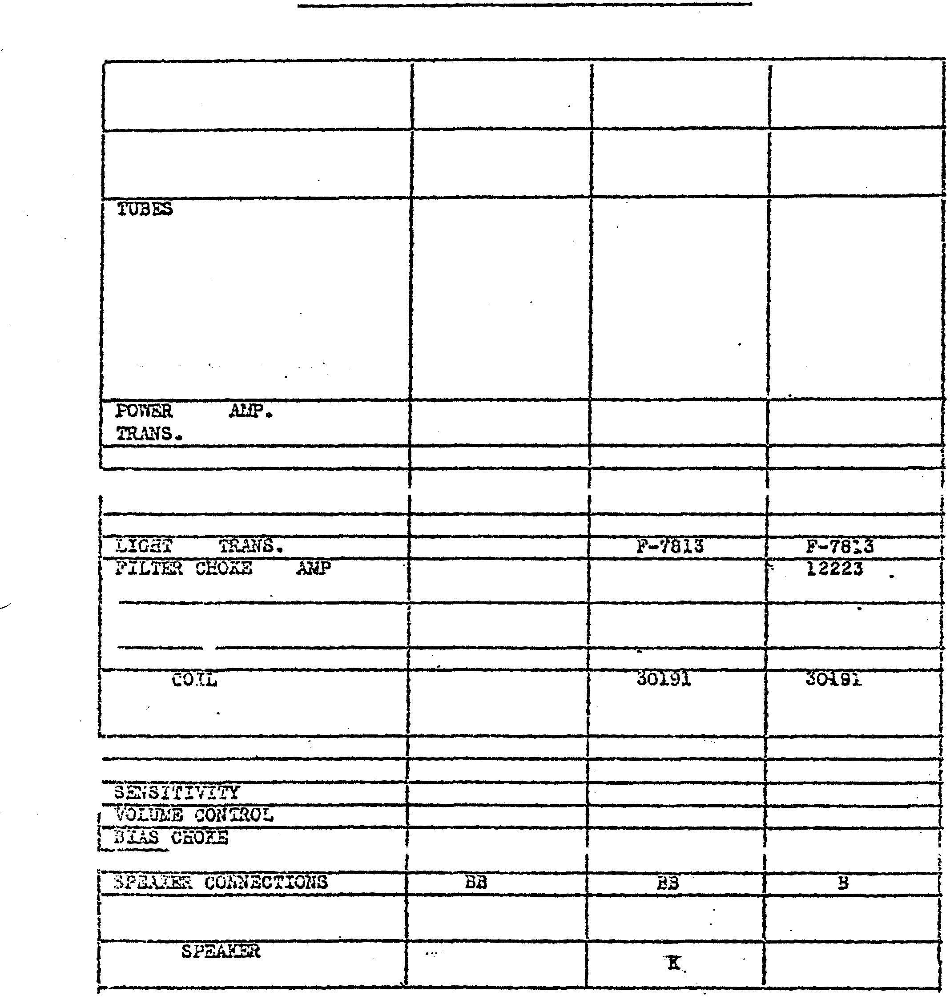 TUBES
POWER AMP.
TRANS.
LIGHT TRANS. F-7813 F-7813
FILTER CHOKE AMP 12223
COIL 30191 30191
SENSITIVITY
VOLUME CONTROL
BIAS CHOKE
SPEAKER CONNECTIONS BB BB B
SPEAKER
K